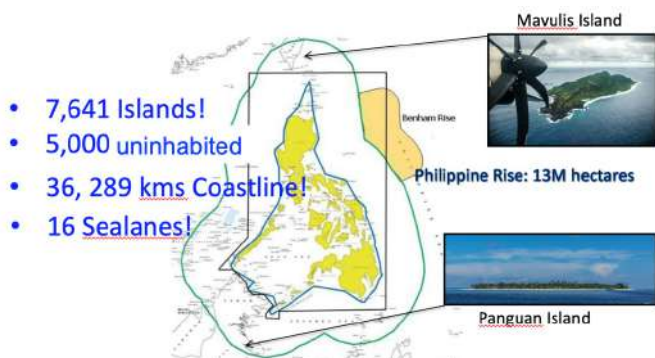 Mavulis Island
• 7,641 Islands!
• 5,000 uninhabited
• 36, 289 kms Coastline!
• 16 Sealanes!
Benham Rise
Philippine Rise: 13M hectares
Panguan Island